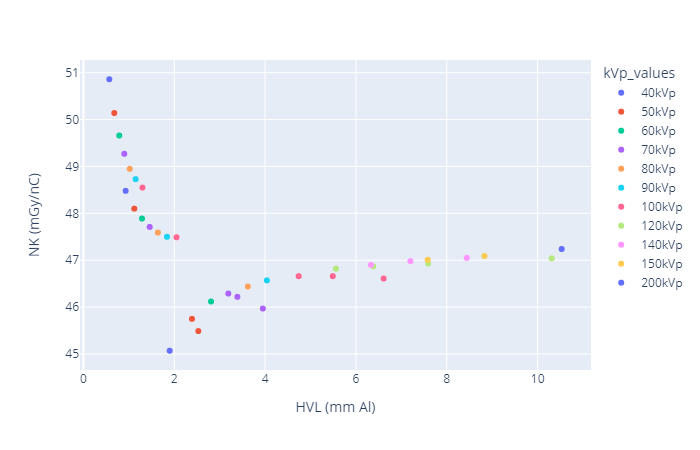 51
50
49
48
47
46
45
NK (mGy/nC)
0 2 4 6 8 10
HVL (mm Al)
kVp_values
40kVp
50kVp
60kVp
70kVp
80kVp
90kVp
100kVp
120kVp
140kVp
150kVp
200kVp